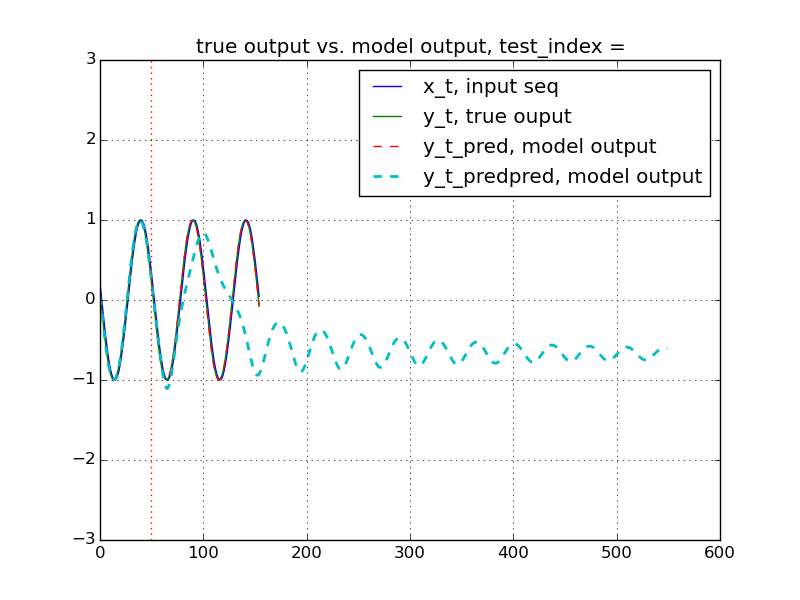 true output vs. model output, test_index =
x_t, input seq
y_t, true ouput
y_t_pred, model output
y_t_predpred, model output
3
2
1
0
−1
−2
−3
0 100 200 300 400 500 600